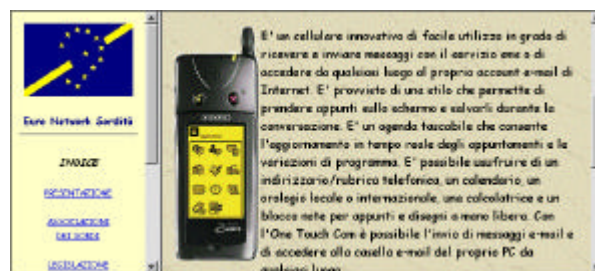 Euro Network Sordità
INDICE
PRESENTAZIONE
ASSOCIAZIONI
DEI SORDI
LEGISLAZIONE
E' un cellulare innovativo di facile utilizzo in grado di
ricevere e inviare messaggi con il servizio sms o di
accedere da qualsiasi luogo al proprio account e-mail di
Internet. E' provvisto di uno stilo che permette di
prendere appunti sullo schermo e salvarli durante la
conversazione. E' un agenda tascabile che consente
l'aggiornamento in tempo reale degli appuntamenti e le
variazioni di programma. E' possibile usufruire di un
indirizzario/rubrica telefonica, un calendario, un
orologio locale o internazionale, una calcolatrice e un
blocco note per appunti e disegni a mano libera. Con
l'One Touch Com è possibile l'invio di messaggi e-mail e
di accedere alla casella e-mail del proprio PC da
qualsiasi luogo.